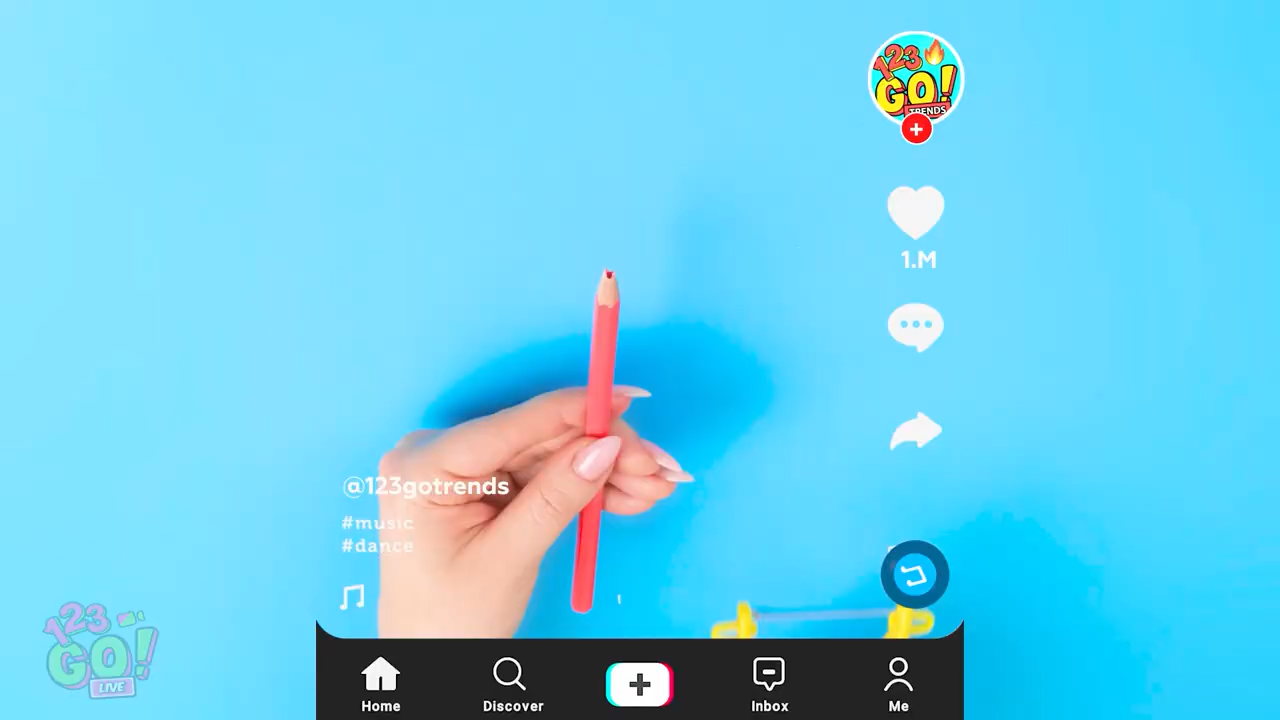 123
GO!
TRENDS
1.M
@123gotrends
#music
#dance
123
GO!
LIVE
Home
Discover
Inbox
Me